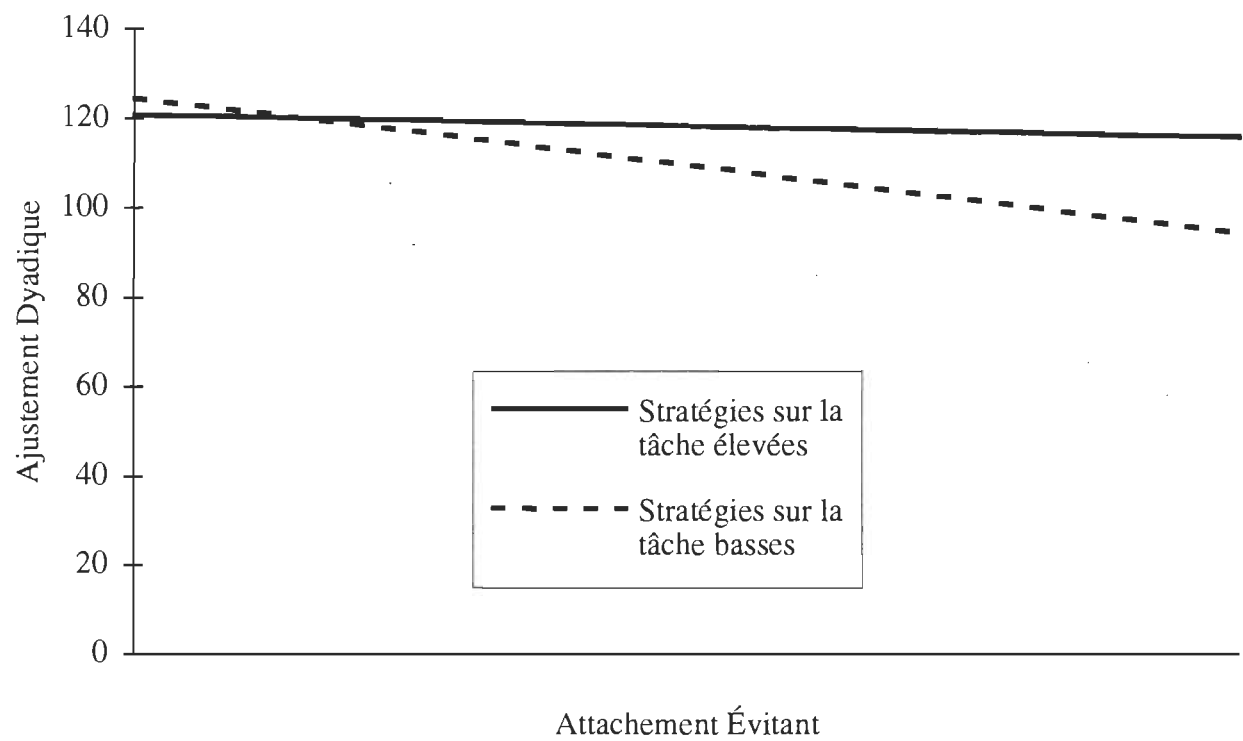 140
120
100
80
60
40
20
0
Ajustement Dyadique
Stratégies sur la
tâche élevées
Stratégies sur la
tâche basses
Attachement Évitant